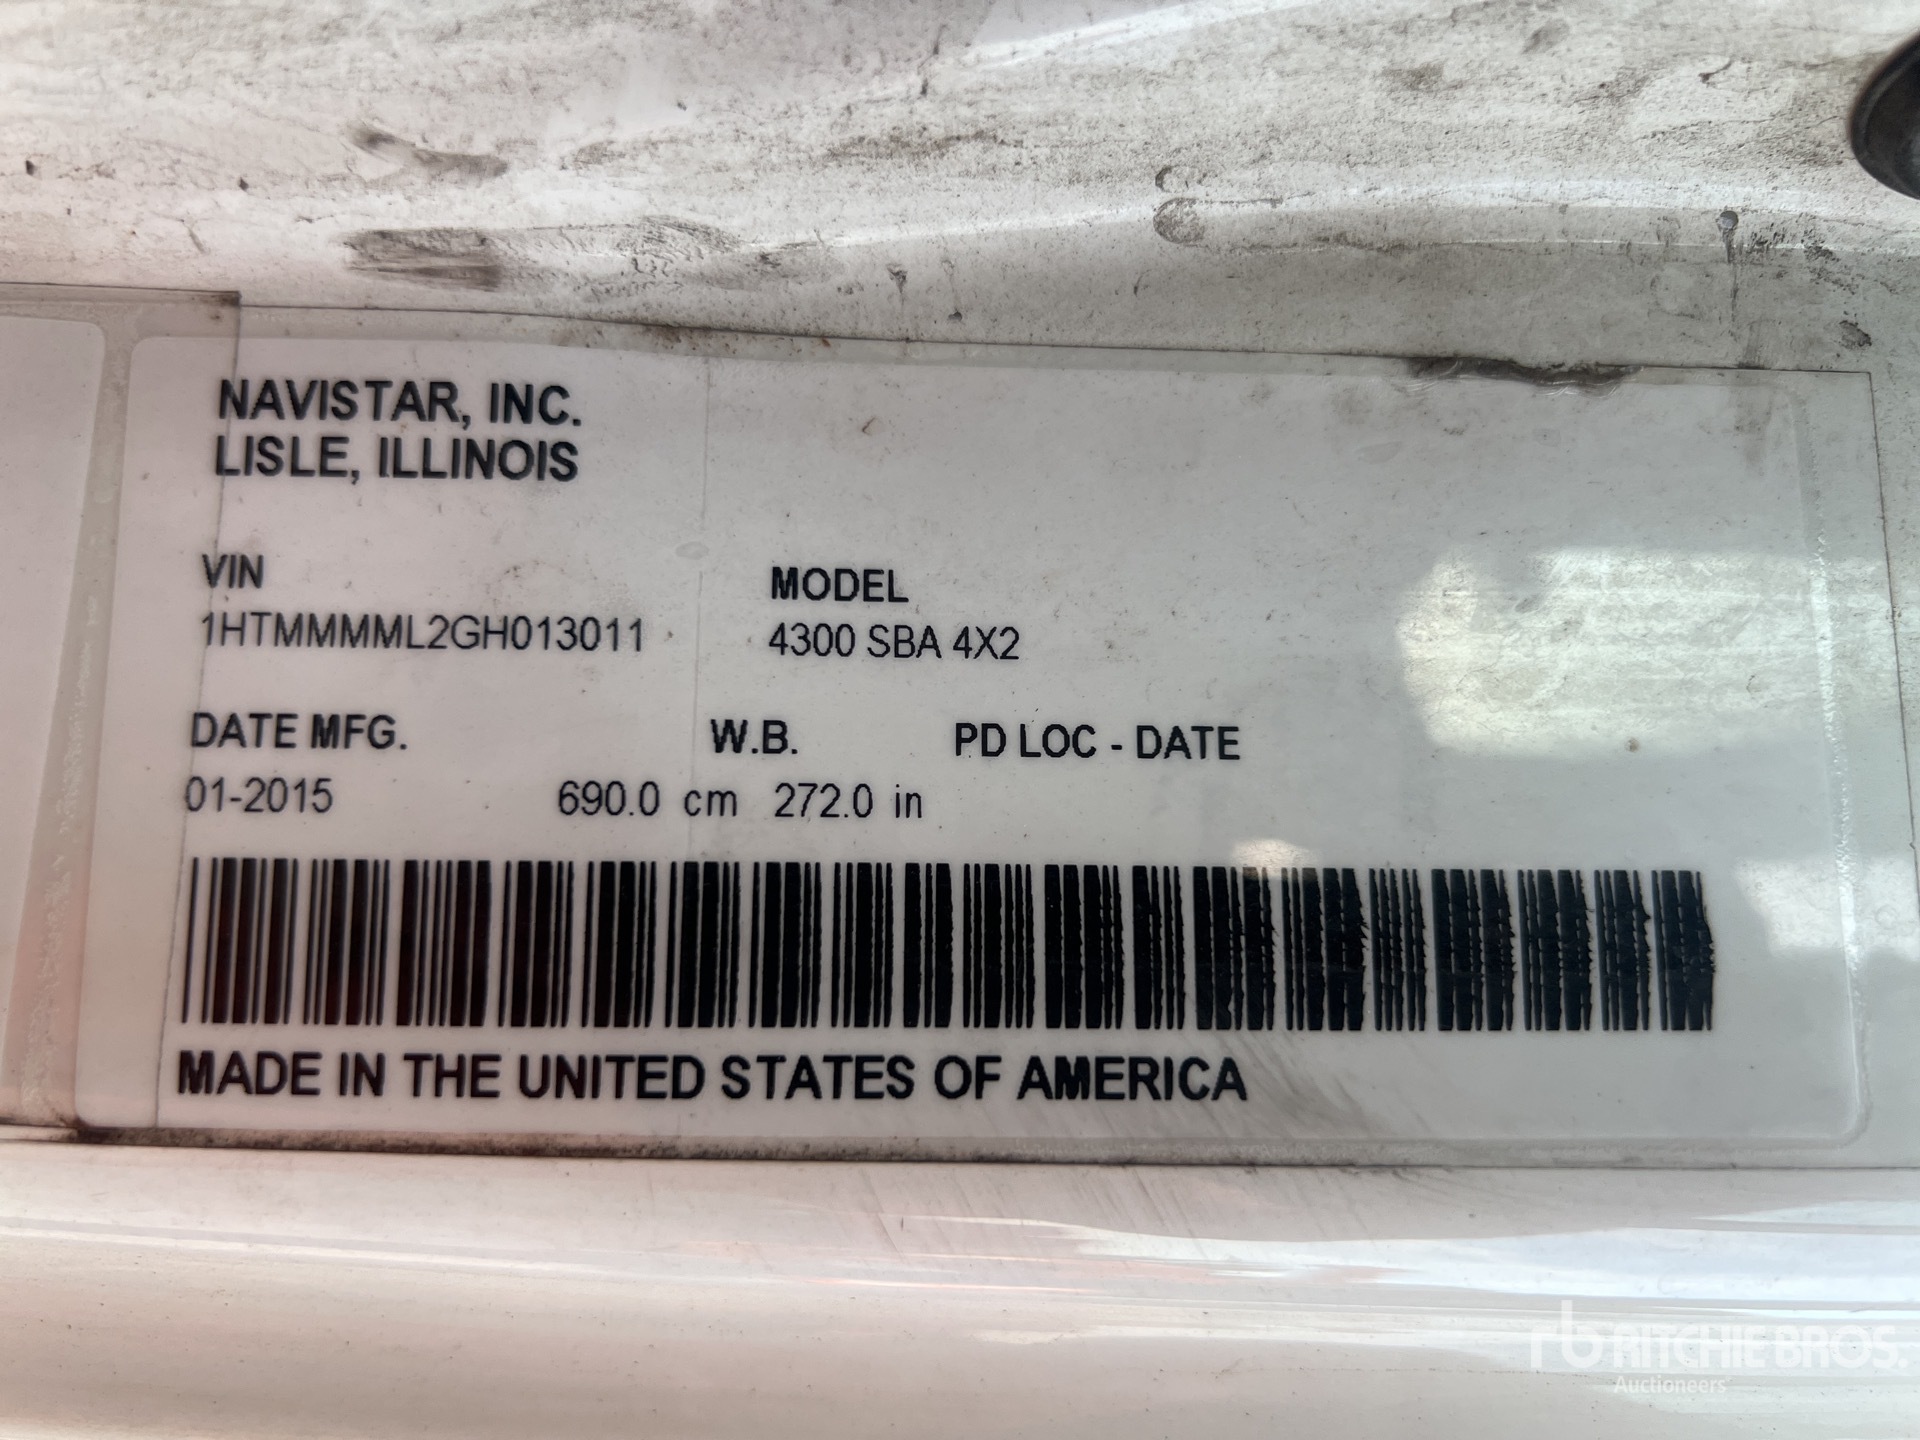 NAVISTAR, INC.
LISLE, ILLINOIS
VIN MODEL
1HTMMMML2GH013011 4300 SBA 4X2
DATE MFG. W.B. PD LOC - DATE
01-2015 690.0 cm 272.0 in
MADE IN THE UNITED STATES OF AMERICA
rb RITCHIE BROS.
Auctioneers